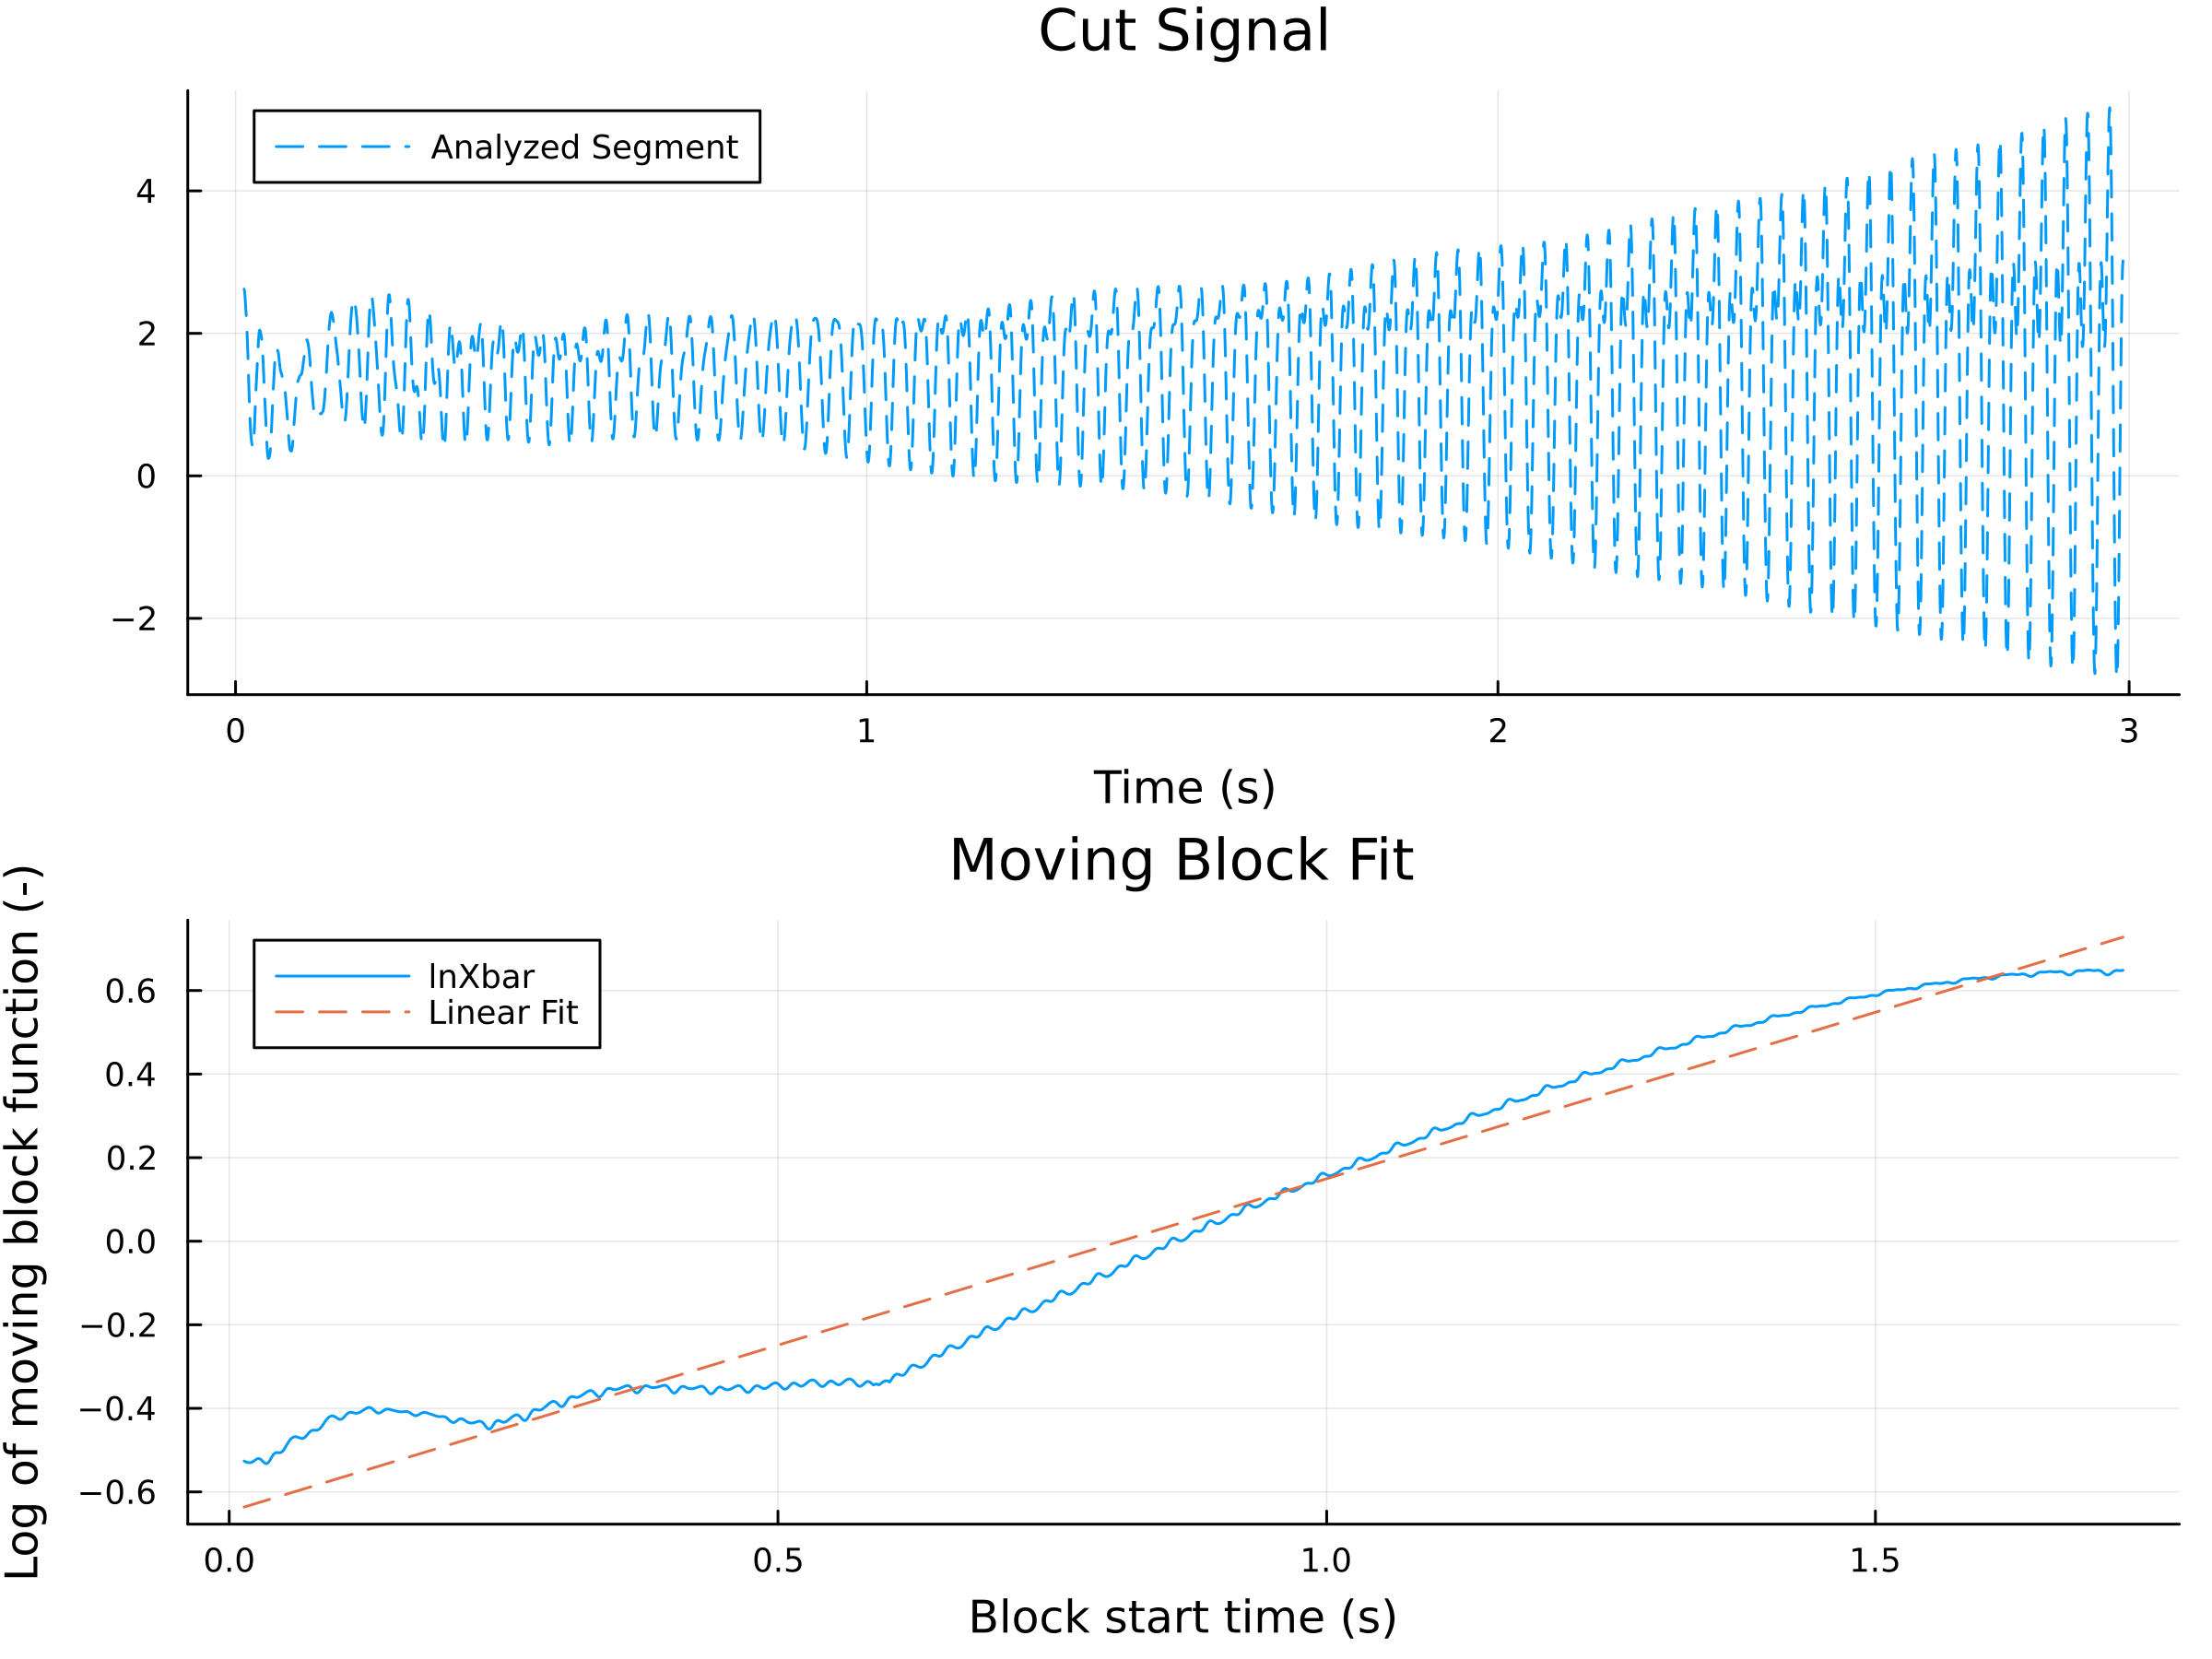 Cut Signal
Analyzed Segment
4
2
0
−2
0 1 2 3
Time (s)
Moving Block Fit
Log of moving block function (-)
lnXbar
Linear Fit
0.6
0.4
0.2
0.0
−0.2
−0.4
−0.6
0.0 0.5 1.0 1.5
Block start time (s)